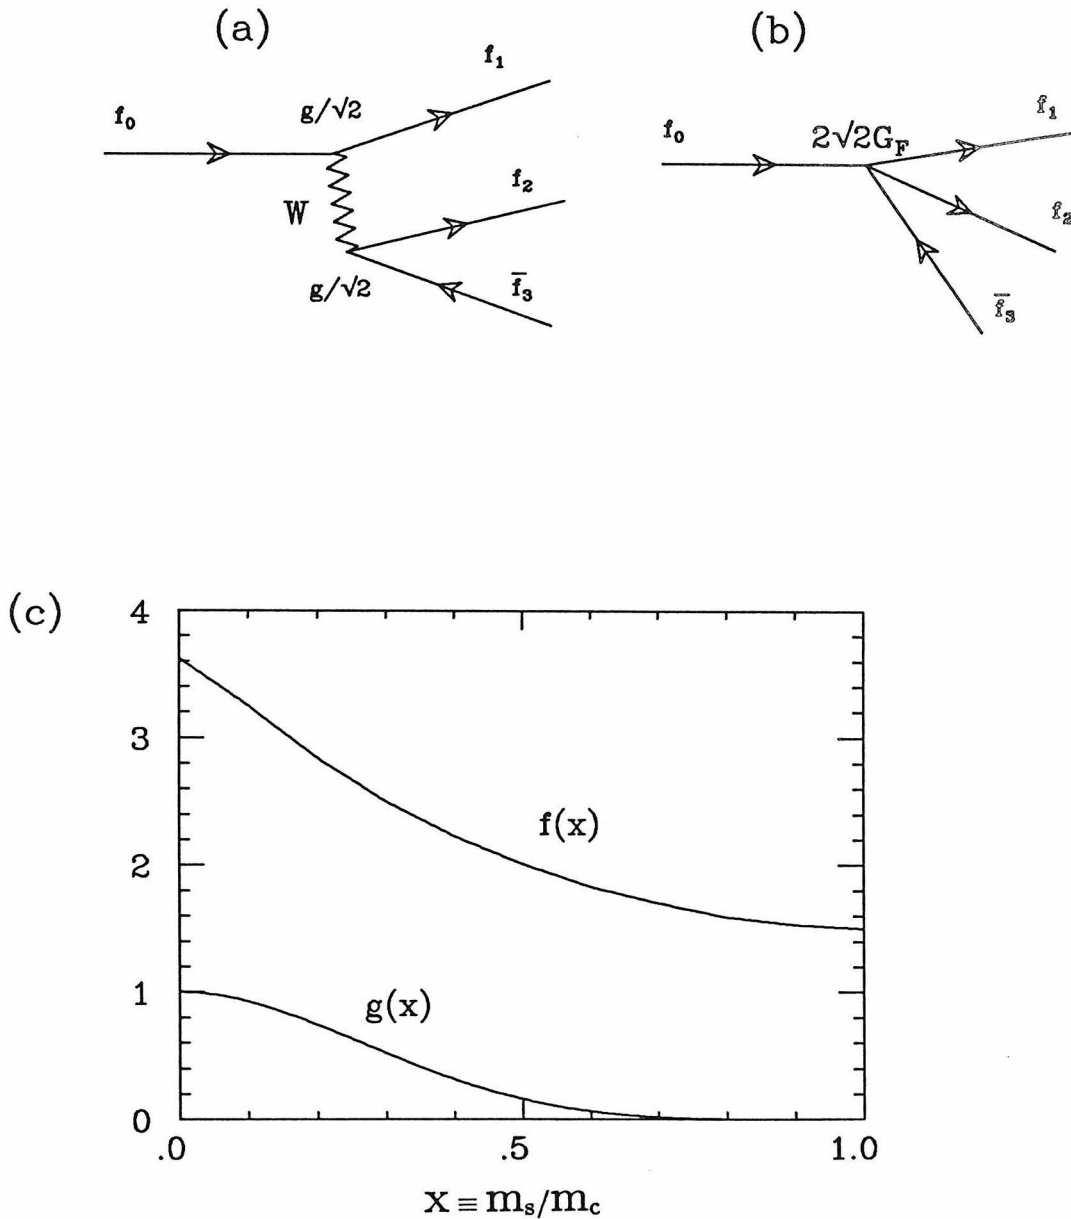 (a)
f₀
g/√2
f₁
W
f₂
g/√2
f̅₃
(b)
f₀
2√2G_F
f₁
f₂
f̅₃
(c)
4
3
2
1
0
f(x)
g(x)
.0
.5
1.0
x ≡ m_s/m_c